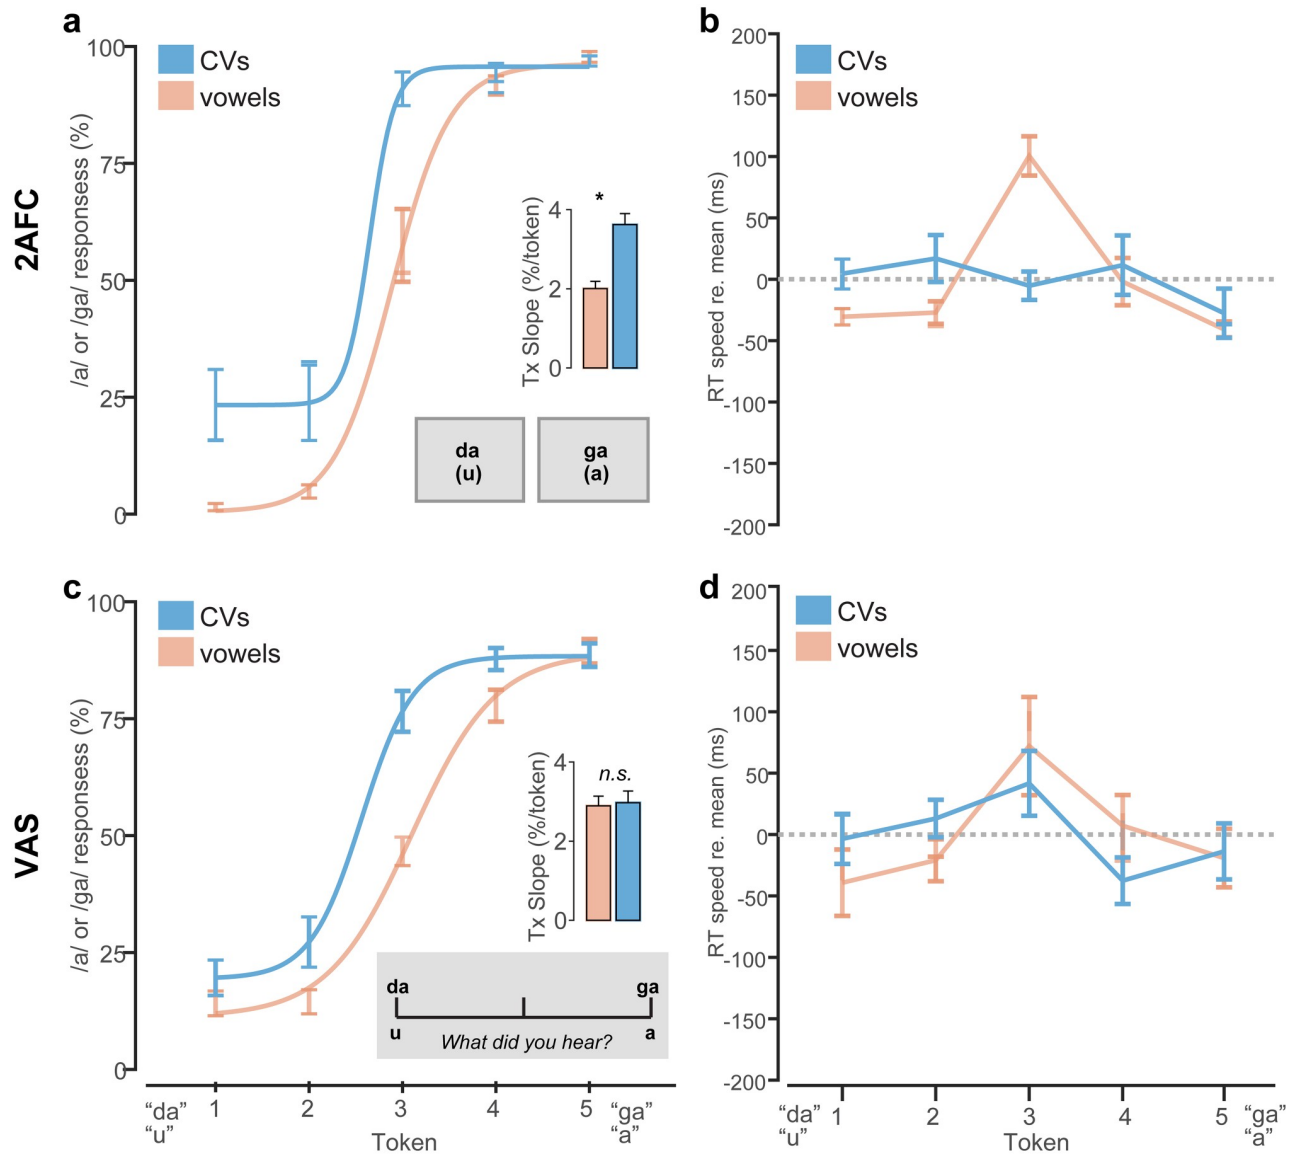 a
2AFC
/a/ or /ga/ responsess (%)
100
75
50
25
0
CVs
vowels
Tx Slope (%/token)
4
2
0
*
da
(u)
ga
(a)
b
RT speed re. mean (ms)
200
150
100
50
0
-50
-100
-150
-200
CVs
vowels
c
VAS
/a/ or /ga/ responsess (%)
100
75
50
25
0
CVs
vowels
Tx Slope (%/token)
4
2
0
n.s.
da
ga
u
a
What did you hear?
“da”
“u”
1
2
3
4
5
“ga”
“a”
Token
d
RT speed re. mean (ms)
200
150
100
50
0
-50
-100
-150
-200
CVs
vowels
“da”
“u”
1
2
3
4
5
“ga”
“a”
Token